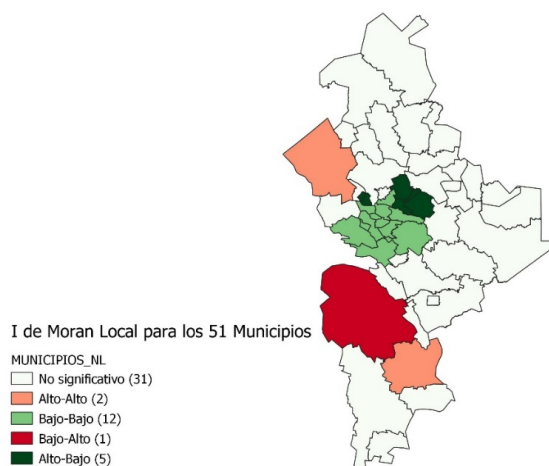 I de Moran Local para los 51 Municipios
MUNICIPIOS_NL
No significativo (31)
Alto-Alto (2)
Bajo-Bajo (12)
Bajo-Alto (1)
Alto-Bajo (5)